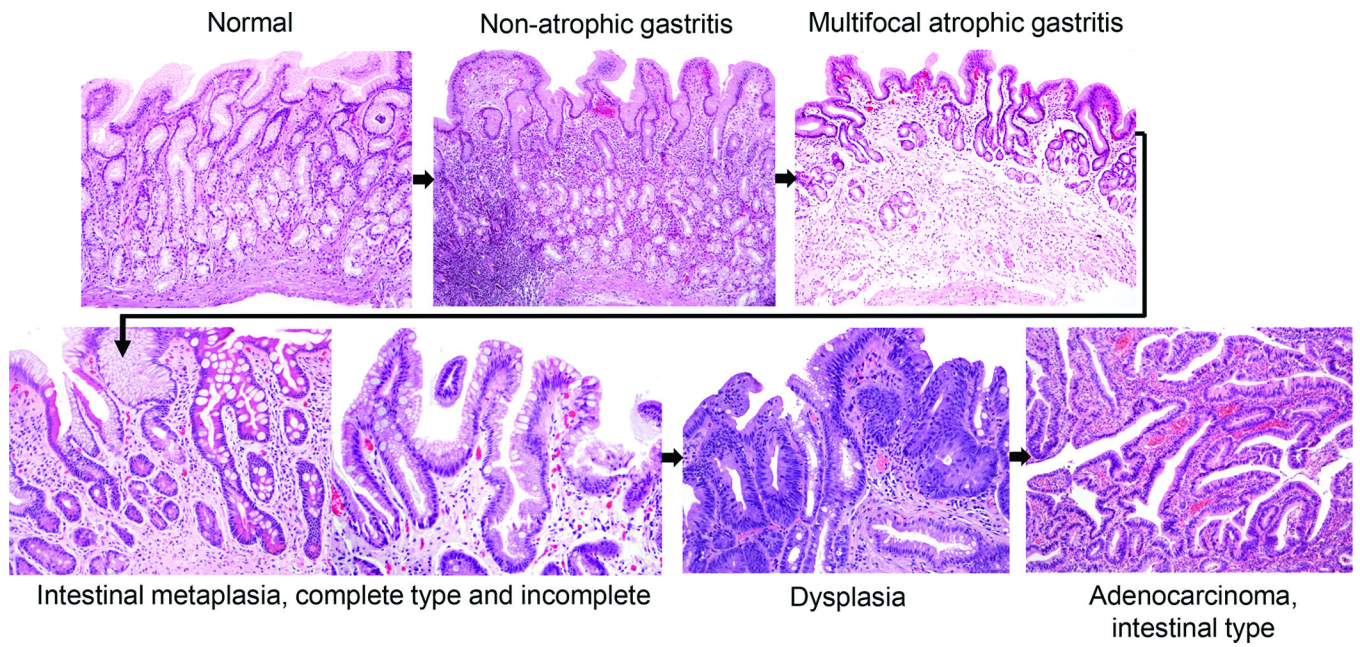 Normal
Non-atrophic gastritis
Multifocal atrophic gastritis
Intestinal metaplasia, complete type and incomplete
Dysplasia
Adenocarcinoma,
intestinal type